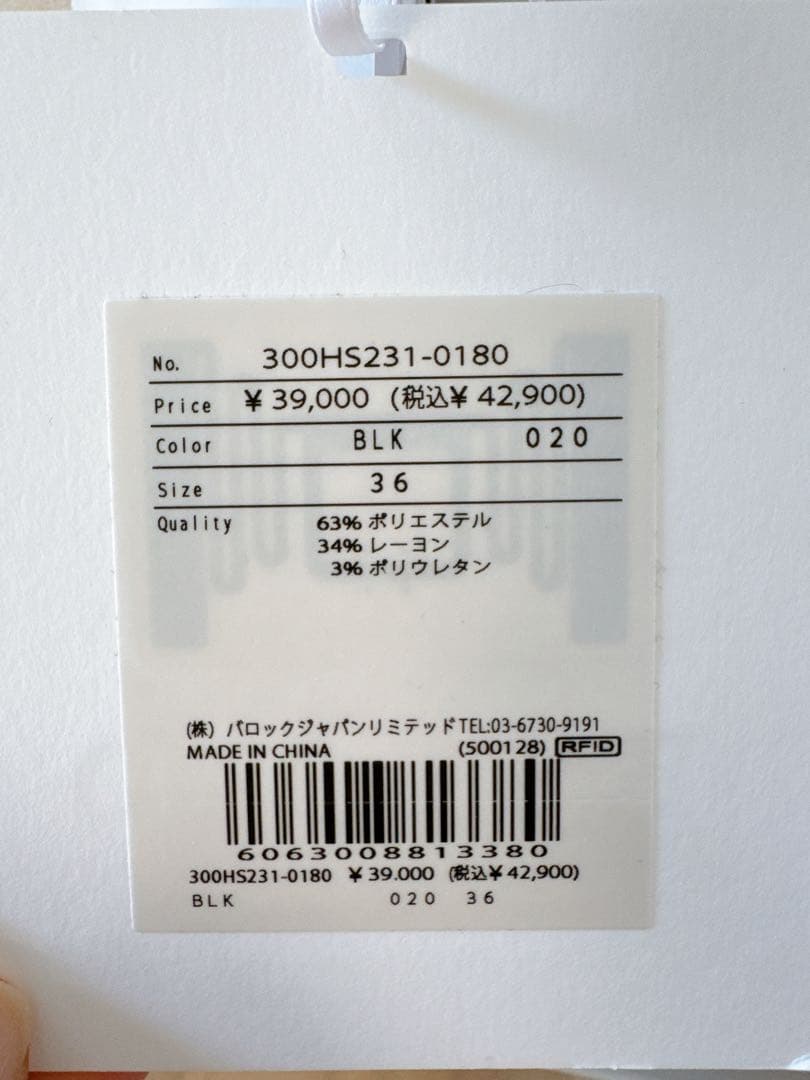 No. 300HS231-0180
Price ¥39,000 (税込¥42,900)
Color BLK 020
Size 36
Quality 63% ポリエステル
34% レーヨン
3% ポリウレタン
(株) バロックジャパンリミテッドTEL:03-6730-9191
MADE IN CHINA (500128) RFID
6063008813380
300HS231-0180 ¥39.000 (税込¥42,900)
BLK 020 36